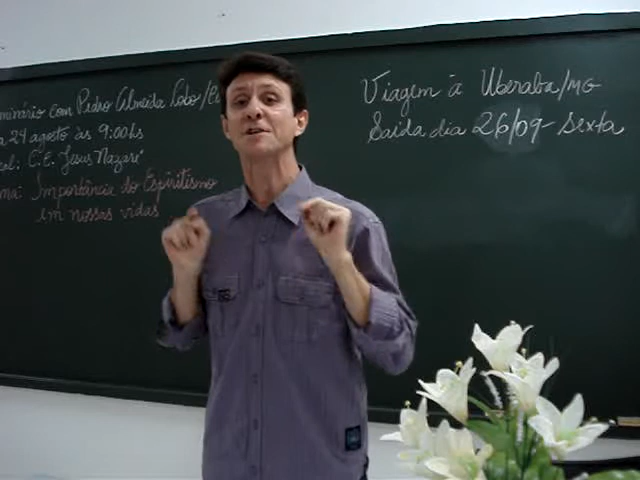 minário com Pedro Almeida Lobo/
24 agosto às 9:00hs
C.E. "Jesus Nazaré"
ma: Importância do Espiritismo
em nossas vidas
Viagem à Uberaba/MG
Saída dia 26/09 - Sexta